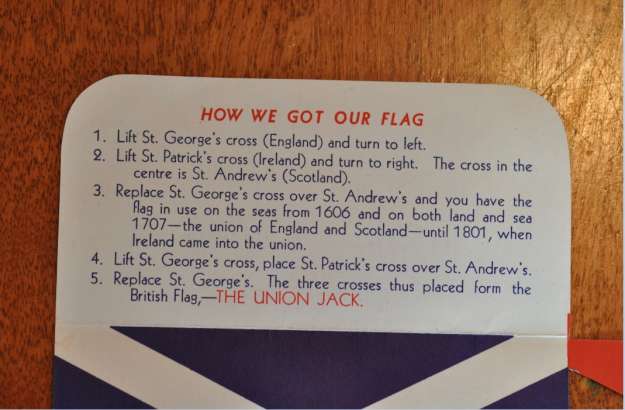 HOW WE GOT OUR FLAG
1. Lift St. George's cross (England) and turn to left.
2. Lift St. Patrick's cross (Ireland) and turn to right. The cross in the
centre is St. Andrew's (Scotland).
3. Replace St. George's cross over St. Andrew's and you have the
flag in use on the seas from 1606 and on both land and sea
1707—the union of England and Scotland—until 1801, when
Ireland came into the union.
4. Lift St. George's cross, place St. Patrick's cross over St. Andrew's.
5. Replace St. George's. The three crosses thus placed form the
British Flag,—THE UNION JACK.